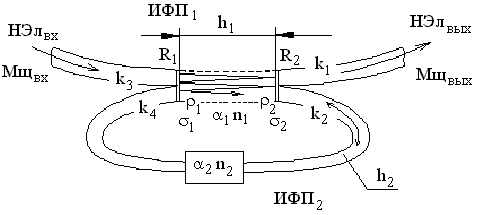 ИФП₁
h₁
НЭлвх
НЭлвых
R₁
R₂
k₁
Мщвх
Мщвых
k₃
k₄
ρ₁
ρ₂
k₂
σ₁
α₁ n₁
σ₂
α₂ n₂
h₂
ИФП₂